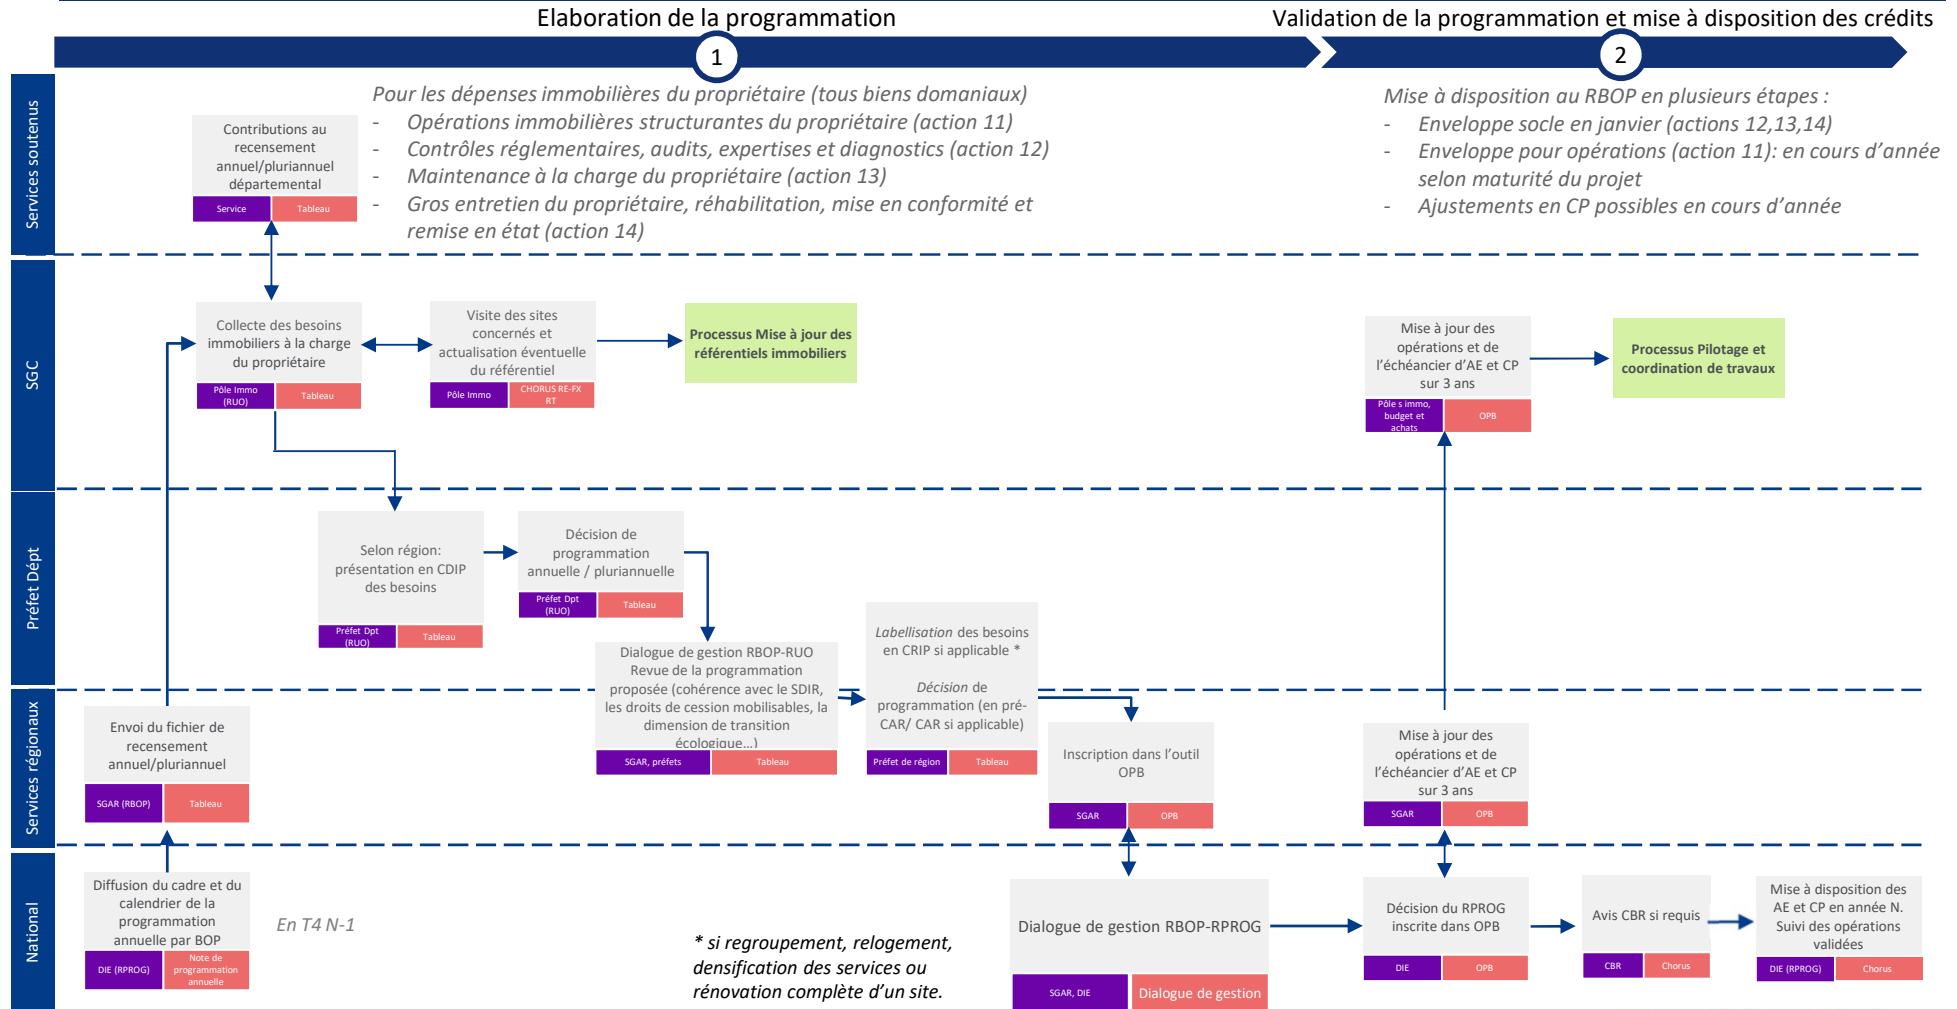 Elaboration de la programmation
Validation de la programmation et mise à disposition des crédits
1
2
Services soutenus
Contributions au
recensement
annuel/pluriannuel
départemental
Service
Tableau
Pour les dépenses immobilières du propriétaire (tous biens domaniaux)
- Opérations immobilières structurantes du propriétaire (action 11)
- Contrôles réglementaires, audits, expertises et diagnostics (action 12)
- Maintenance à la charge du propriétaire (action 13)
- Gros entretien du propriétaire, réhabilitation, mise en conformité et
remise en état (action 14)
Mise à disposition au RBOP en plusieurs étapes :
- Enveloppe socle en janvier (actions 12,13,14)
- Enveloppe pour opérations (action 11): en cours d’année
selon maturité du projet
- Ajustements en CP possibles en cours d’année
SGC
Collecte des besoins
immobiliers à la charge
du propriétaire
Pôle Immo
(RUO)
Tableau
Visite des sites
concernés et
actualisation éventuelle
du référentiel
Pôle Immo
CHORUS RE-FX
RT
Processus Mise à jour des
référentiels immobiliers
Mise à jour des
opérations et de
l’échéancier d’AE et CP
sur 3 ans
Pôle s immo,
budget et
achats
OPB
Processus Pilotage et
coordination de travaux
Préfet Dépt
Selon région:
présentation en CDIP
des besoins
Préfet Dpt
(RUO)
Tableau
Décision de
programmation
annuelle / pluriannuelle
Préfet Dpt
(RUO)
Tableau
Dialogue de gestion RBOP-RUO
Revue de la programmation
proposée (cohérence avec le SDIR,
les droits de cession mobilisables, la
dimension de transition
écologique…)
SGAR, préfets
Tableau
Labellisation des besoins
en CRIP si applicable *
Décision de
programmation (en pré-
CAR/ CAR si applicable)
Préfet de région
Tableau
Services régionaux
Envoi du fichier de
recensement
annuel/pluriannuel
SGAR (RBOP)
Tableau
Inscription dans l’outil
OPB
SGAR
OPB
Mise à jour des
opérations et de
l’échéancier d’AE et CP
sur 3 ans
SGAR
OPB
National
Diffusion du cadre et du
calendrier de la
programmation
annuelle par BOP
DIE (RPROG)
Note de
programmation
annuelle
En T4 N-1
* si regroupement, relogement,
densification des services ou
rénovation complète d’un site.
Dialogue de gestion RBOP-RPROG
SGAR, DIE
Dialogue de gestion
Décision du RPROG
inscrite dans OPB
DIE
OPB
Avis CBR si requis
CBR
Chorus
Mise à disposition des
AE et CP en année N.
Suivi des opérations
validées
DIE (RPROG)
Chorus